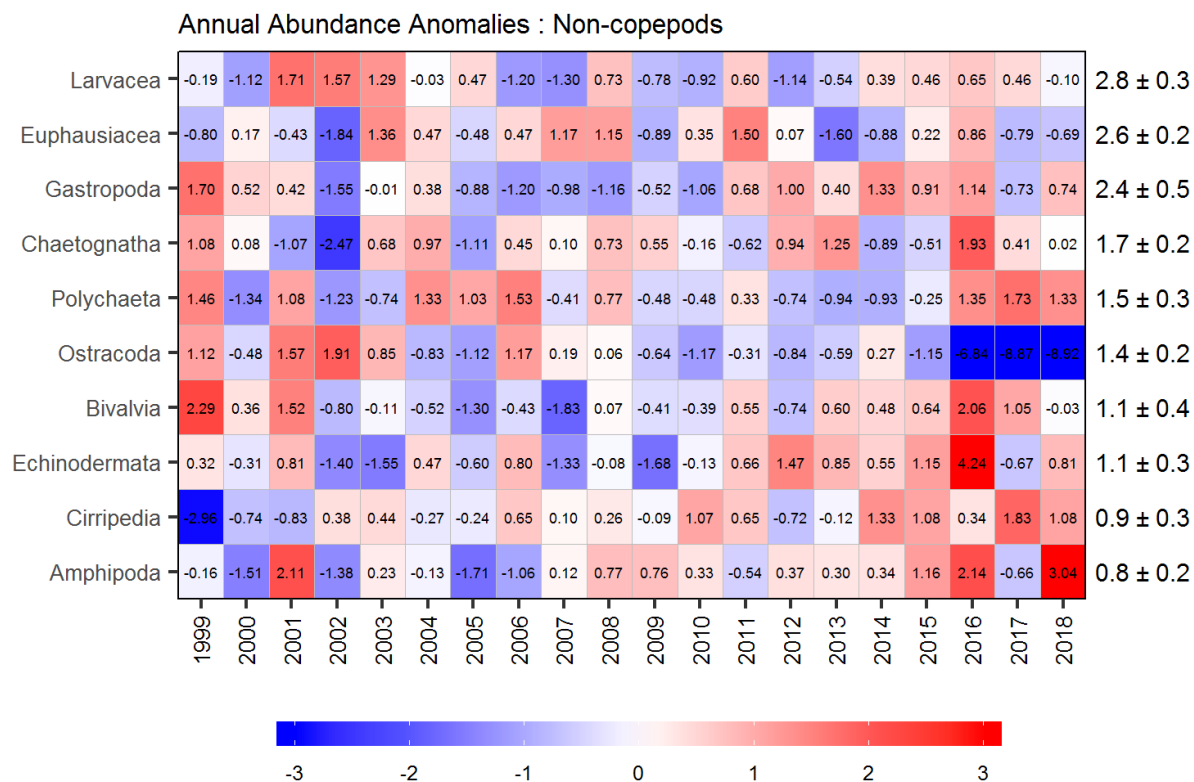 Annual Abundance Anomalies : Non-copepods
Larvacea -0.19 -1.12 1.71 1.57 1.29 -0.03 0.47 -1.20 -1.30 0.73 -0.78 -0.92 0.60 -1.14 -0.54 0.39 0.46 0.65 0.46 -0.10 2.8 ± 0.3
Euphausiacea -0.80 0.17 -0.43 -1.84 1.36 0.47 -0.48 0.47 1.17 1.15 -0.89 0.35 1.50 0.07 -1.60 -0.88 0.22 0.86 -0.79 -0.69 2.6 ± 0.2
Gastropoda 1.70 0.52 0.42 -1.55 -0.01 0.38 -0.88 -1.20 -0.98 -1.16 -0.52 -1.06 0.68 1.00 0.40 1.33 0.91 1.14 -0.73 0.74 2.4 ± 0.5
Chaetognatha 1.08 0.08 -1.07 -2.47 0.68 0.97 -1.11 0.45 0.10 0.73 0.55 -0.16 -0.62 0.94 1.25 -0.89 -0.51 1.93 0.41 0.02 1.7 ± 0.2
Polychaeta 1.46 -1.34 1.08 -1.23 -0.74 1.33 1.03 1.53 -0.41 0.77 -0.48 -0.48 0.33 -0.74 -0.94 -0.93 -0.25 1.35 1.73 1.33 1.5 ± 0.3
Ostracoda 1.12 -0.48 1.57 1.91 0.85 -0.83 -1.12 1.17 0.19 0.06 -0.64 -1.17 -0.31 -0.84 -0.59 0.27 -1.15 -6.84 -8.87 -8.92 1.4 ± 0.2
Bivalvia 2.29 0.36 1.52 -0.80 -0.11 -0.52 -1.30 -0.43 -1.83 0.07 -0.41 -0.39 0.55 -0.74 0.60 0.48 0.64 2.06 1.05 -0.03 1.1 ± 0.4
Echinodermata 0.32 -0.31 0.81 -1.40 -1.55 0.47 -0.60 0.80 -1.33 -0.08 -1.68 -0.13 0.66 1.47 0.85 0.55 1.15 4.24 -0.67 0.81 1.1 ± 0.3
Cirripedia -2.96 -0.74 -0.83 0.38 0.44 -0.27 -0.24 0.65 0.10 0.26 -0.09 1.07 0.65 -0.72 -0.12 1.33 1.08 0.34 1.83 1.08 0.9 ± 0.3
Amphipoda -0.16 -1.51 2.11 -1.38 0.23 -0.13 -1.71 -1.06 0.12 0.77 0.76 0.33 -0.54 0.37 0.30 0.34 1.16 2.14 -0.66 3.04 0.8 ± 0.2
1999 2000 2001 2002 2003 2004 2005 2006 2007 2008 2009 2010 2011 2012 2013 2014 2015 2016 2017 2018
-3 -2 -1 0 1 2 3